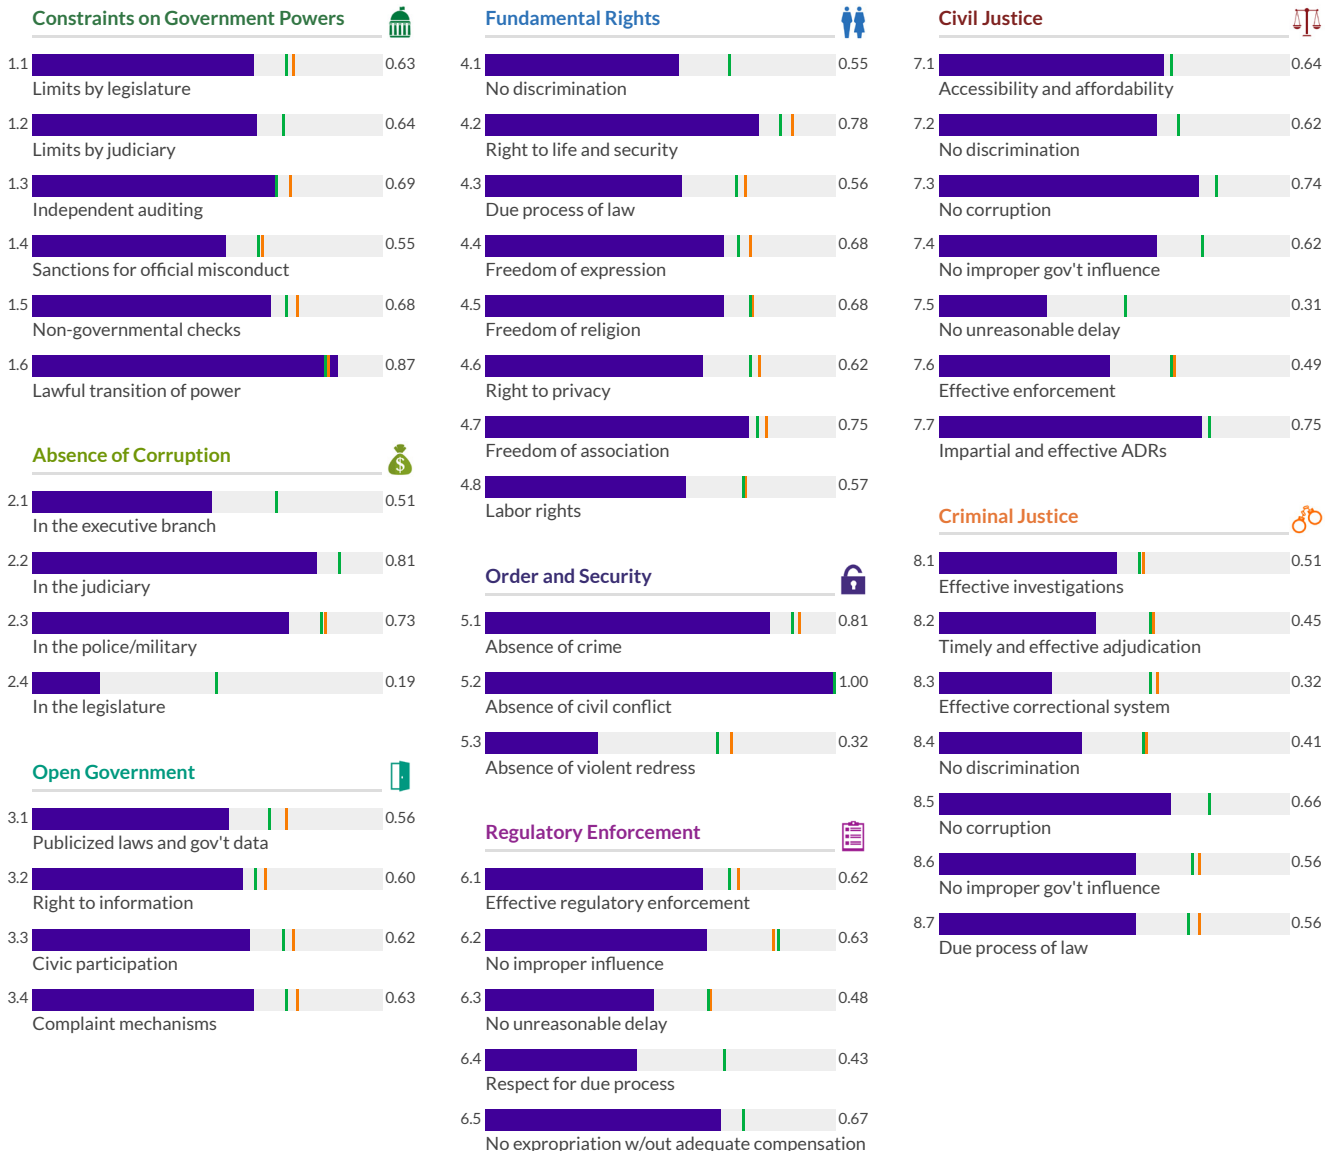 Constraints on Government Powers
1.1 0.63
Limits by legislature
1.2 0.64
Limits by judiciary
1.3 0.69
Independent auditing
1.4 0.55
Sanctions for official misconduct
1.5 0.68
Non-governmental checks
1.6 0.87
Lawful transition of power
Absence of Corruption
$
2.1 0.51
In the executive branch
2.2 0.81
In the judiciary
2.3 0.73
In the police/military
2.4 0.19
In the legislature
Open Government
3.1 0.56
Publicized laws and gov't data
3.2 0.60
Right to information
3.3 0.62
Civic participation
3.4 0.63
Complaint mechanisms
Fundamental Rights
4.1 0.55
No discrimination
4.2 0.78
Right to life and security
4.3 0.56
Due process of law
4.4 0.68
Freedom of expression
4.5 0.68
Freedom of religion
4.6 0.62
Right to privacy
4.7 0.75
Freedom of association
4.8 0.57
Labor rights
Order and Security
5.1 0.81
Absence of crime
5.2 1.00
Absence of civil conflict
5.3 0.32
Absence of violent redress
Regulatory Enforcement
6.1 0.62
Effective regulatory enforcement
6.2 0.63
No improper influence
6.3 0.48
No unreasonable delay
6.4 0.43
Respect for due process
6.5 0.67
No expropriation w/out adequate compensation
Civil Justice
7.1 0.64
Accessibility and affordability
7.2 0.62
No discrimination
7.3 0.74
No corruption
7.4 0.62
No improper gov't influence
7.5 0.31
No unreasonable delay
7.6 0.49
Effective enforcement
7.7 0.75
Impartial and effective ADRs
Criminal Justice
8.1 0.51
Effective investigations
8.2 0.45
Timely and effective adjudication
8.3 0.32
Effective correctional system
8.4 0.41
No discrimination
8.5 0.66
No corruption
8.6 0.56
No improper gov't influence
8.7 0.56
Due process of law